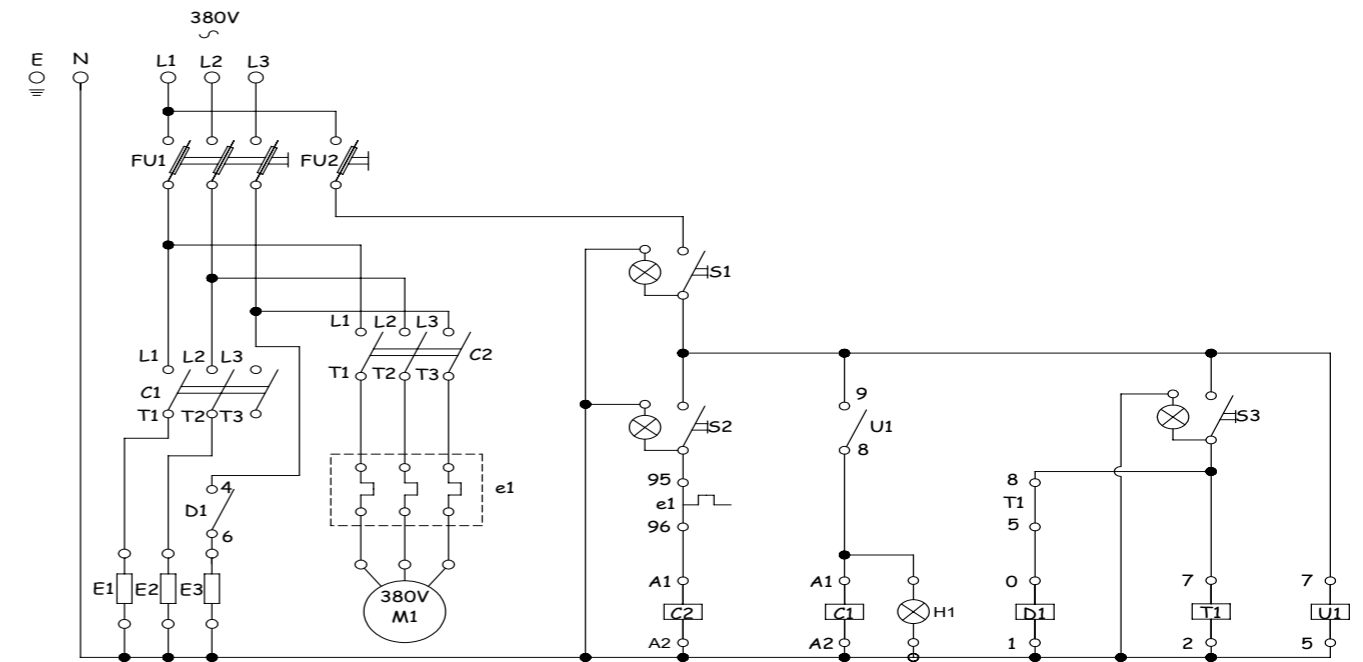 380V
E N L1 L2 L3
FU1 FU2
S1
L1 L2 L3
C2
L1 L2 L3
T1 T2 T3
C1
9
T1 T2 T3
S2 U1 S3
8
4 95 8
e1
D1 e1 T1
6 96 5
E1 E2 E3
A1 A1 0 7 7
380V
M1
C2 C1 H1 D1 T1 U1
A2 A2 1 2 5